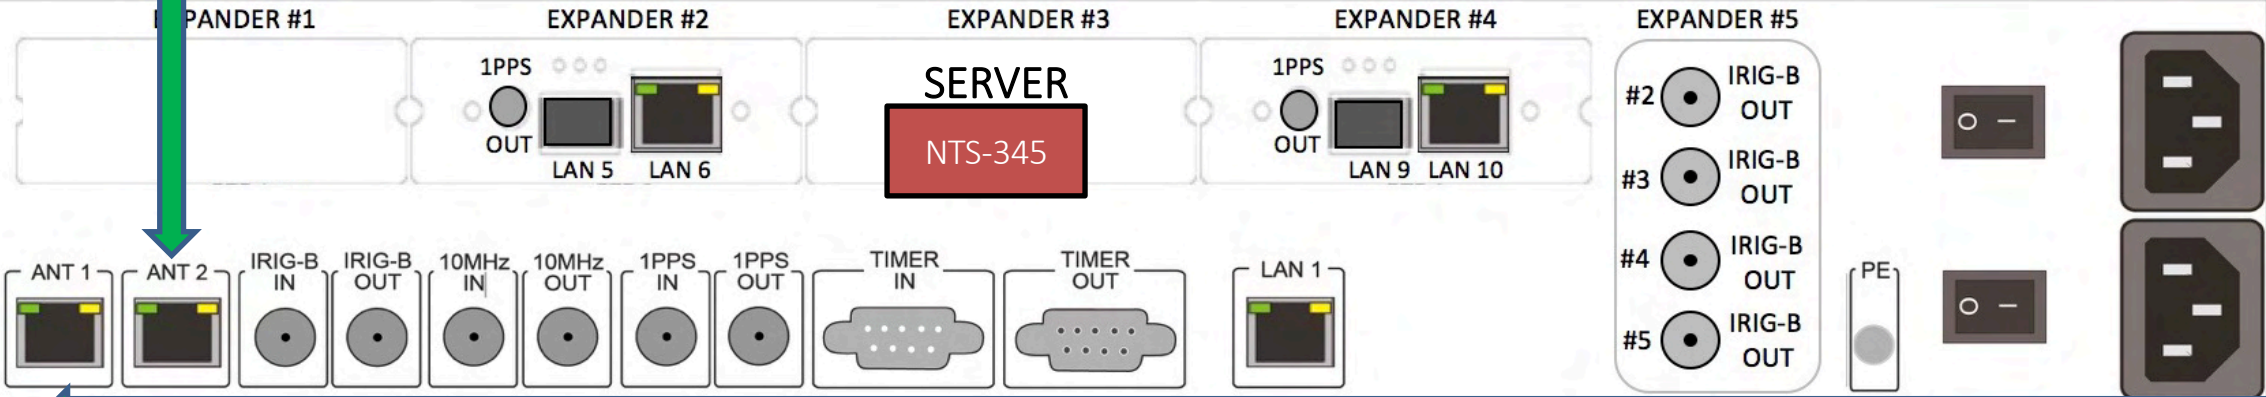 EXPANDER #1
EXPANDER #2
EXPANDER #3
EXPANDER #4
EXPANDER #5
1PPS
OUT
LAN 5
LAN 6
SERVER
NTS-345
1PPS
OUT
LAN 9
LAN 10
#2
IRIG-B
OUT
#3
IRIG-B
OUT
#4
IRIG-B
OUT
#5
IRIG-B
OUT
O
I
ANT 1
ANT 2
IRIG-B
IN
IRIG-B
OUT
10MHz
IN
10MHz
OUT
1PPS
IN
1PPS
OUT
TIMER
IN
TIMER
OUT
LAN 1
PE
O
I